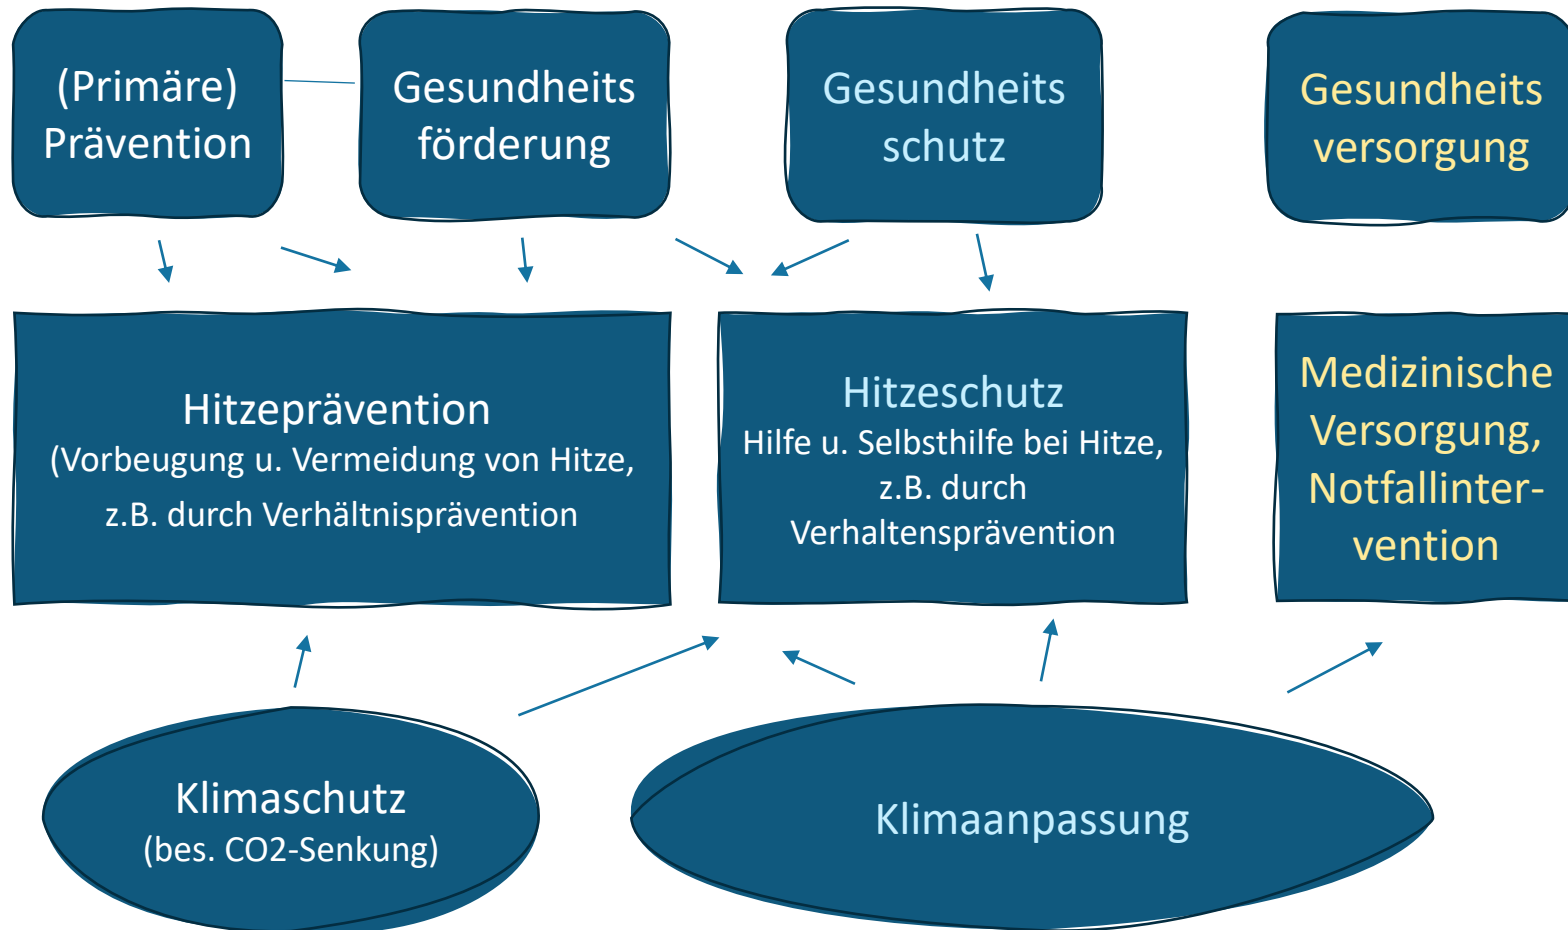 (Primäre)
Prävention
Gesundheits
förderung
Gesundheits
schutz
Gesundheits
versorgung
Hitzeprävention
(Vorbeugung u. Vermeidung von Hitze,
z.B. durch Verhältnisprävention
Hitzeschutz
Hilfe u. Selbsthilfe bei Hitze,
z.B. durch
Verhaltensprävention
Medizinische
Versorgung,
Notfallinter-
vention
Klimaschutz
(bes. CO2-Senkung)
Klimaanpassung